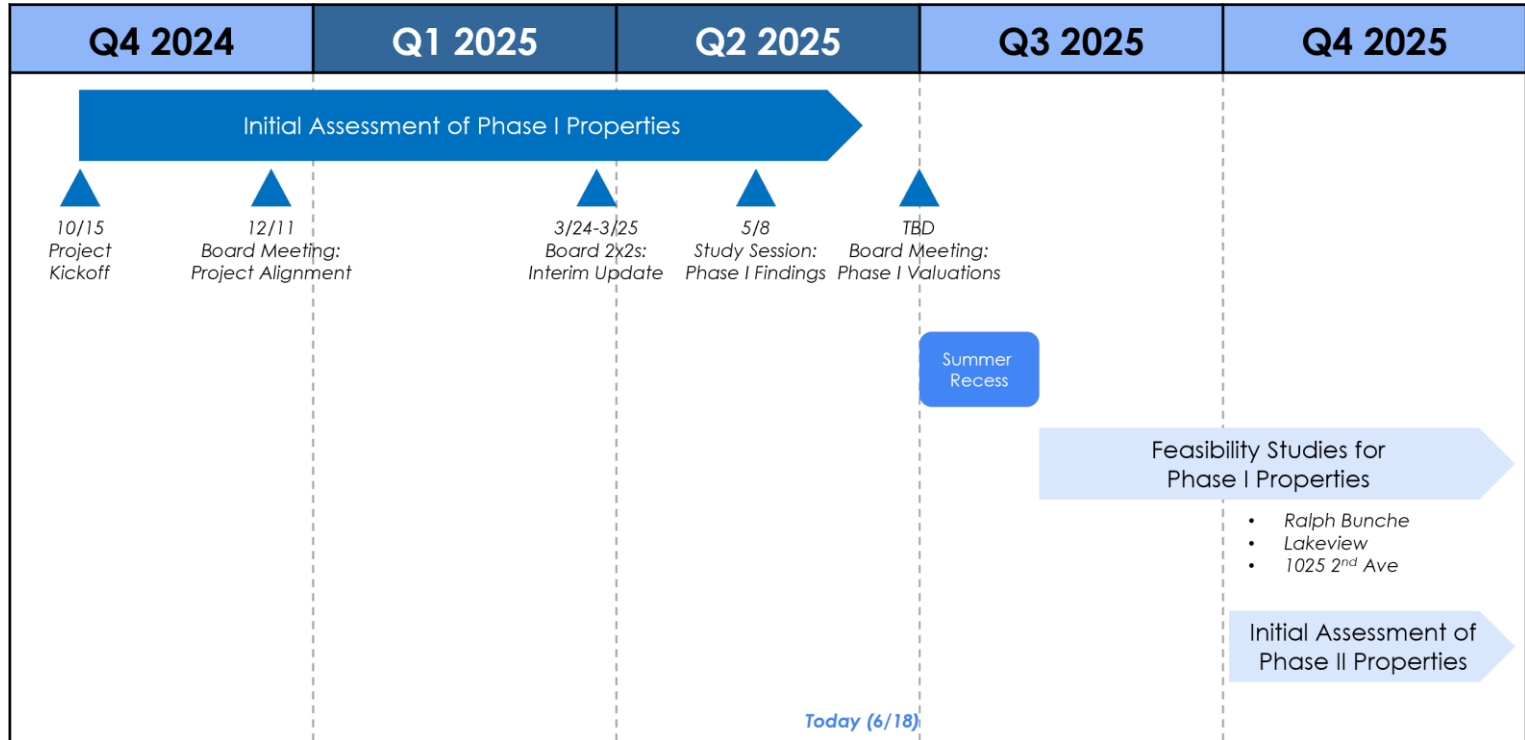 Q4 2024
Q1 2025
Q2 2025
Q3 2025
Q4 2025
Initial Assessment of Phase I Properties
10/15
Project
Kickoff
12/11
Board Meeting:
Project Alignment
3/24-3/25
Board 2x2s:
Interim Update
5/8
Study Session:
Phase I Findings
TBD
Board Meeting:
Phase I Valuations
Summer
Recess
Feasibility Studies for
Phase I Properties
• Ralph Bunche
• Lakeview
• 1025 2nd Ave
Initial Assessment of
Phase II Properties
Today (6/18)